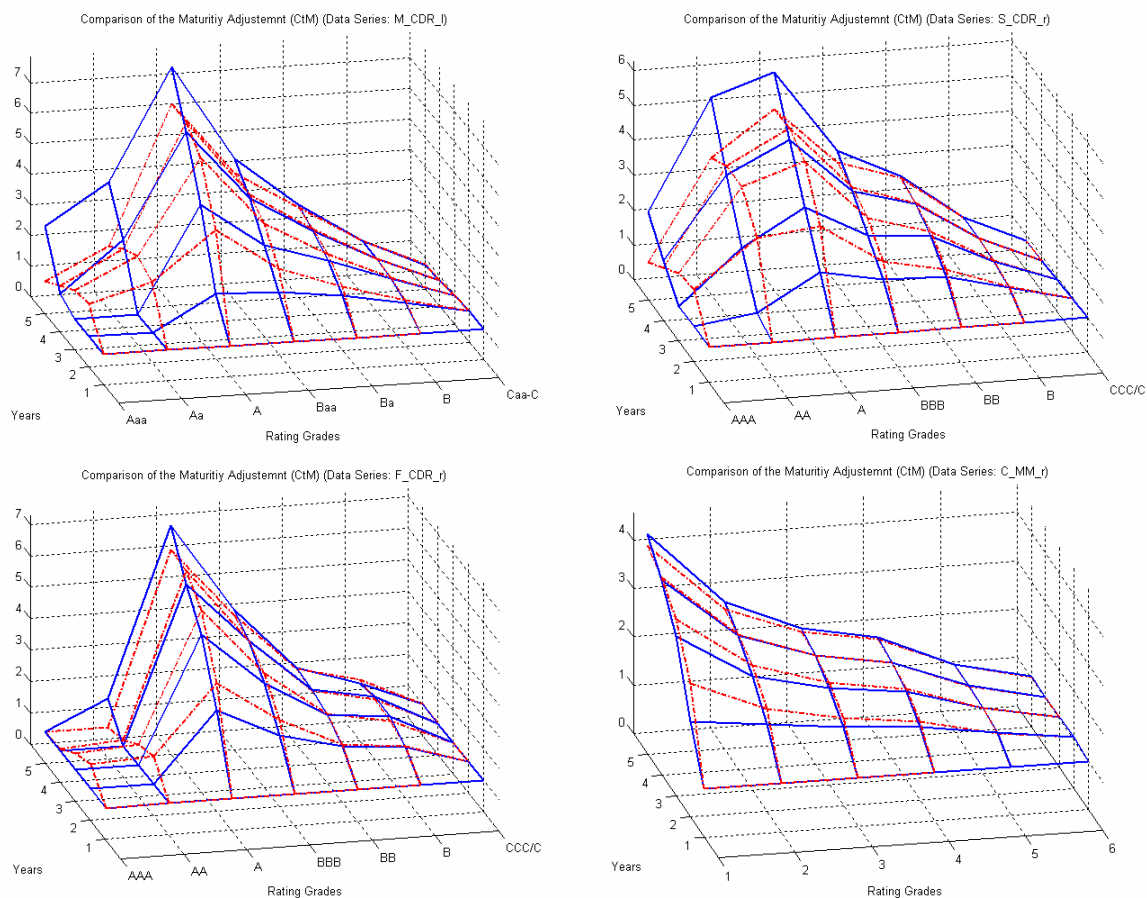 Comparison of the Maturitiy Adjustemnt (CtM) (Data Series: M_CDR_l)
7
6
5
4
3
2
1
0
5
4
3
2
1
Years
Aaa
Aa
A
Baa
Ba
B
Caa-C
Rating Grades
Comparison of the Maturitiy Adjustemnt (CtM) (Data Series: S_CDR_r)
6
5
4
3
2
1
0
5
4
3
2
1
Years
AAA
AA
A
BBB
BB
B
CCC/C
Rating Grades
Comparison of the Maturitiy Adjustemnt (CtM) (Data Series: F_CDR_r)
7
6
5
4
3
2
1
0
5
4
3
2
1
Years
AAA
AA
A
BBB
BB
B
CCC/C
Rating Grades
Comparison of the Maturitiy Adjustemnt (CtM) (Data Series: C_MM_r)
4
3
2
1
0
5
4
3
2
1
Years
1
2
3
4
5
6
Rating Grades